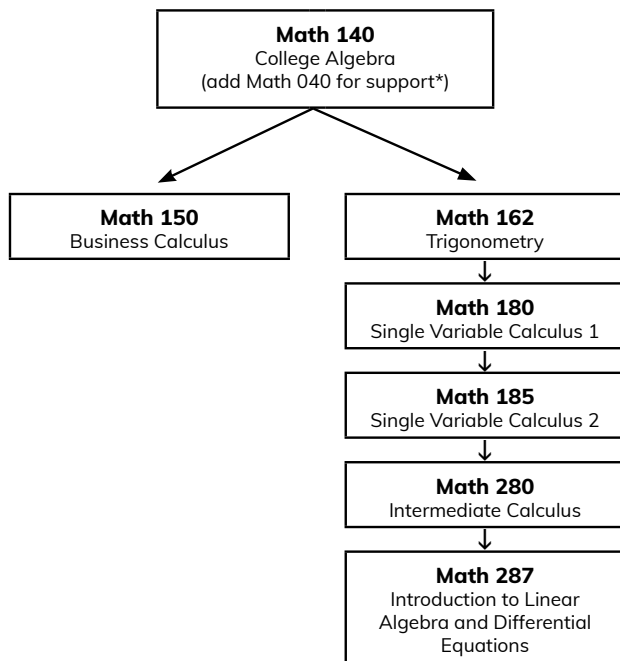 Math 140
College Algebra
(add Math 040 for support*)
Math 150
Business Calculus
Math 162
Trigonometry
Math 180
Single Variable Calculus 1
Math 185
Single Variable Calculus 2
Math 280
Intermediate Calculus
Math 287
Introduction to Linear
Algebra and Differential
Equations